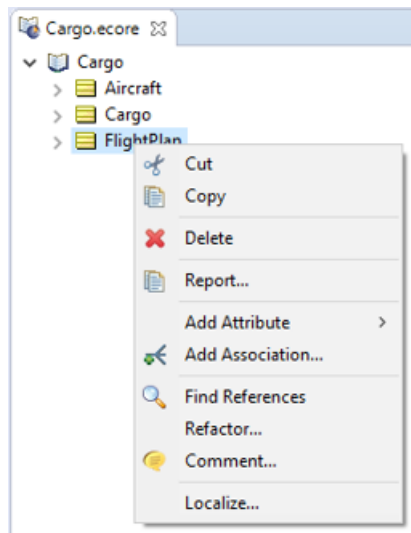 Cargo.ecore
Cargo
Aircraft
Cargo
FlightPlan
Cut
Copy
Delete
Report...
Add Attribute
Add Association...
Find References
Refactor...
Comment...
Localize...